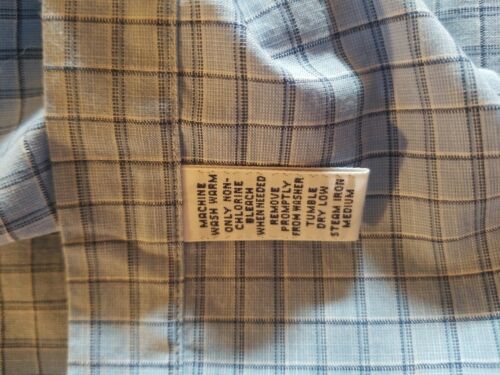 MACHINE
WASH WARM
ONLY NON-
CHLORINE
BLEACH
WHEN NEEDED
REMOVE
PROMPTLY
FROM WASHER
TUMBLE
DRY LOW
STEAM IRON
MEDIUM